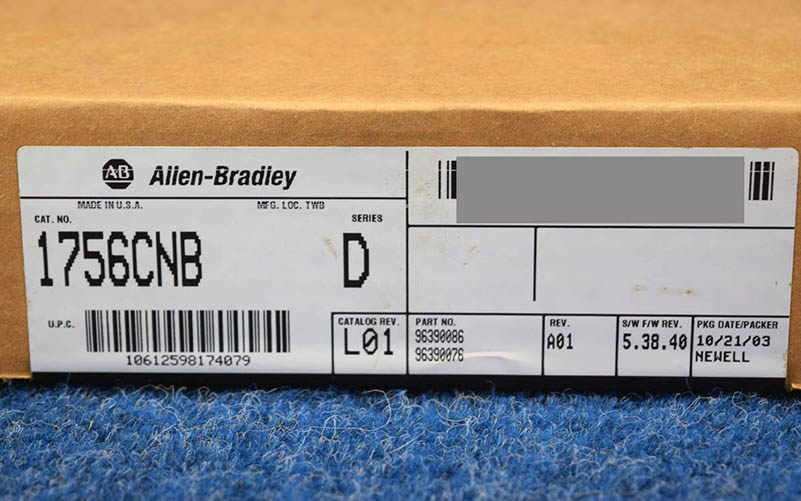 AB Allen-Bradley
MADE IN U.S.A. MFG. LOC. TWB
CAT. NO. SERIES
1756CNB D
U.P.C.
10612598174079
CATALOG REV.
L01
PART NO.
96390086
96390076
REV.
A01
S/W F/W REV.
5.38.40
PKG DATE/PACKER
10/21/03
NEWELL